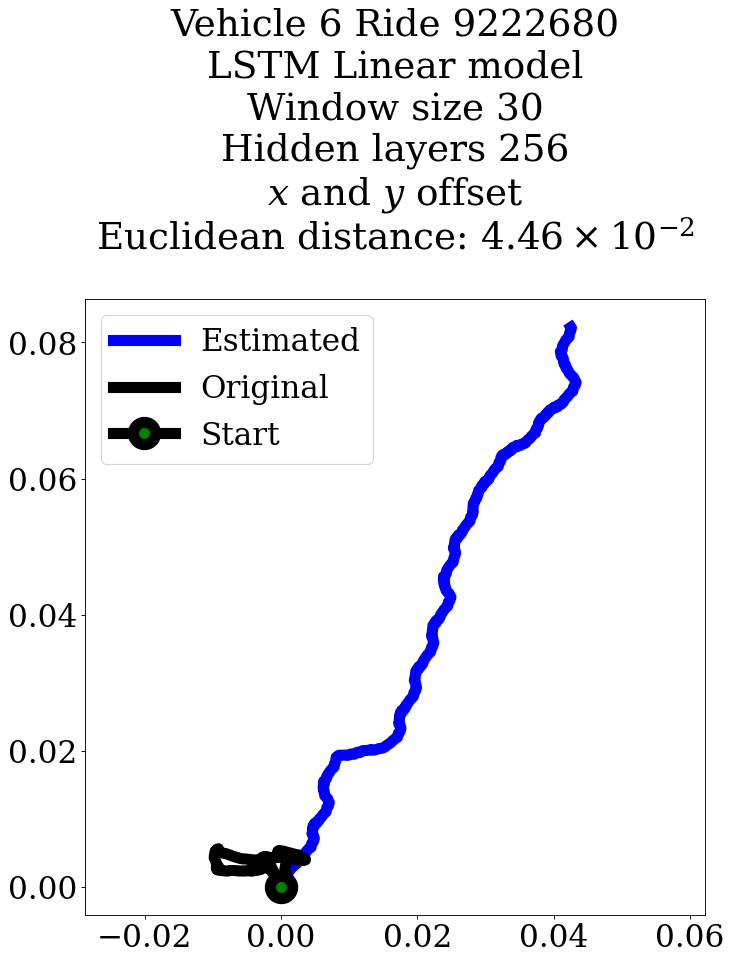 Vehicle 6 Ride 9222680
LSTM Linear model
Window size 30
Hidden layers 256
x and y offset
Euclidean distance: 4.46 × 10⁻²
Estimated
Original
Start
0.08
0.06
0.04
0.02
0.00
−0.02 0.00 0.02 0.04 0.06